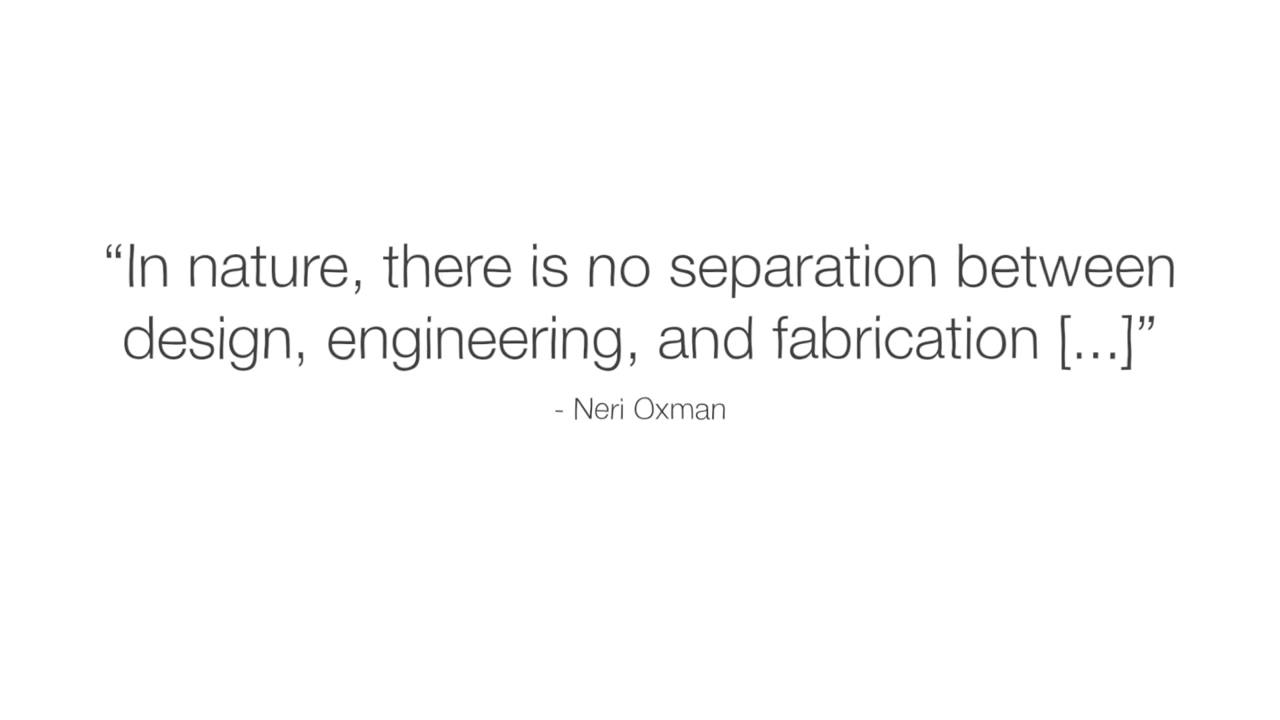 “In nature, there is no separation between
design, engineering, and fabrication [...]”
- Neri Oxman